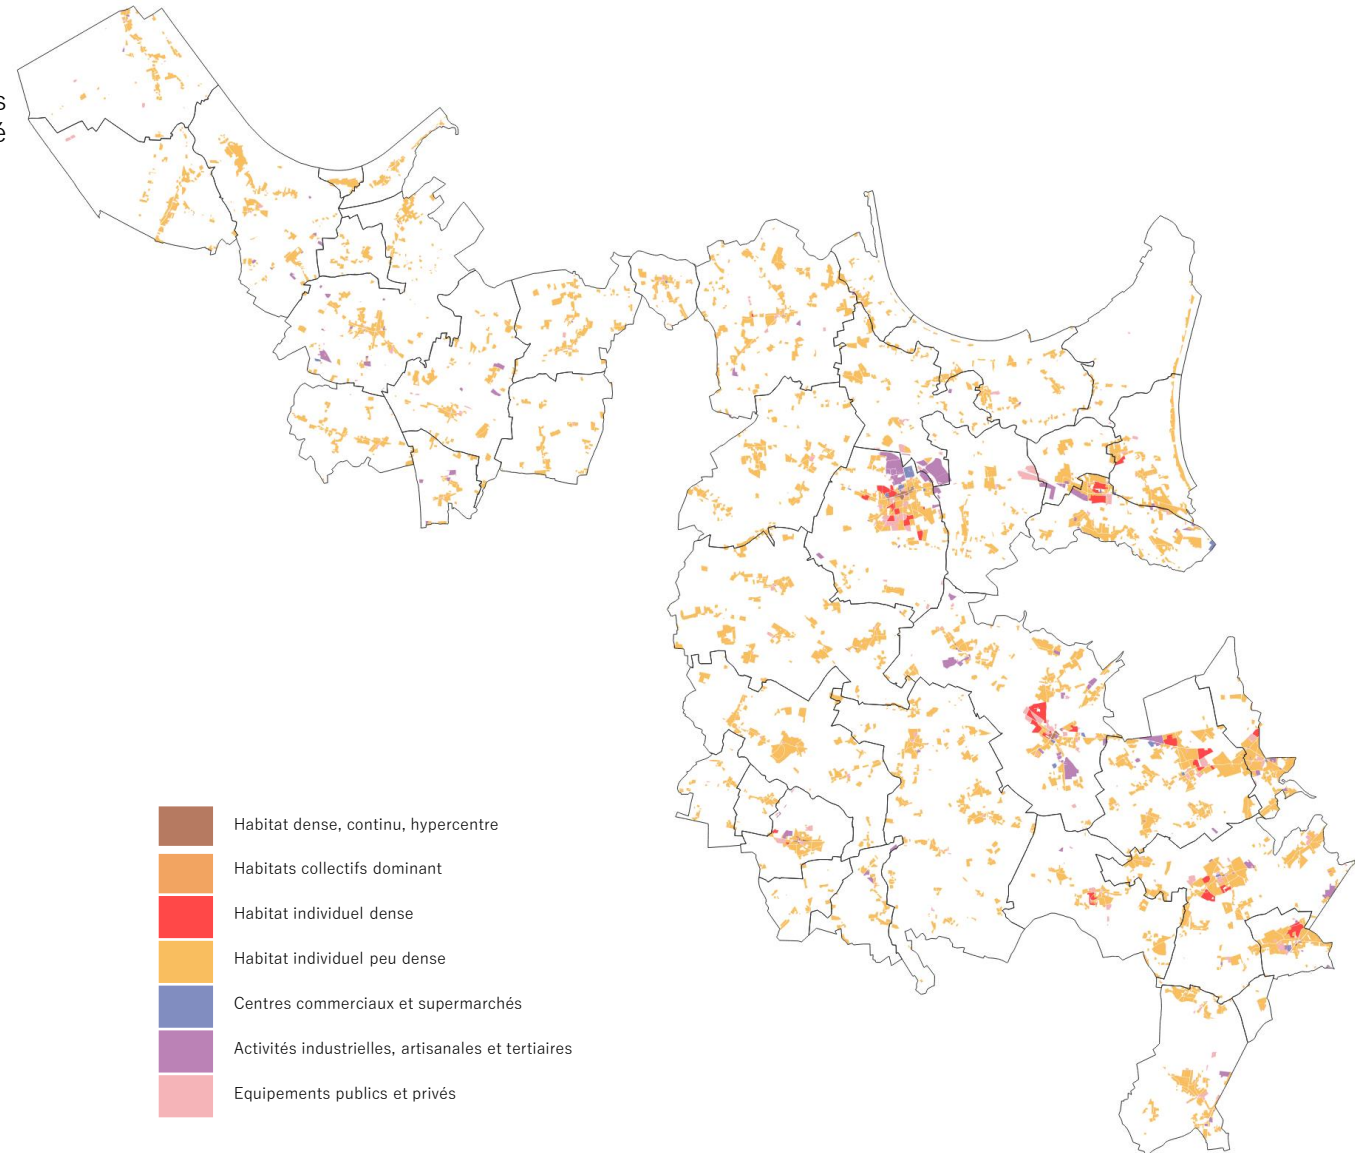 s
é
Habitat dense, continu, hypercentre
Habitats collectifs dominant
Habitat individuel dense
Habitat individuel peu dense
Centres commerciaux et supermarchés
Activités industrielles, artisanales et tertiaires
Equipements publics et privés